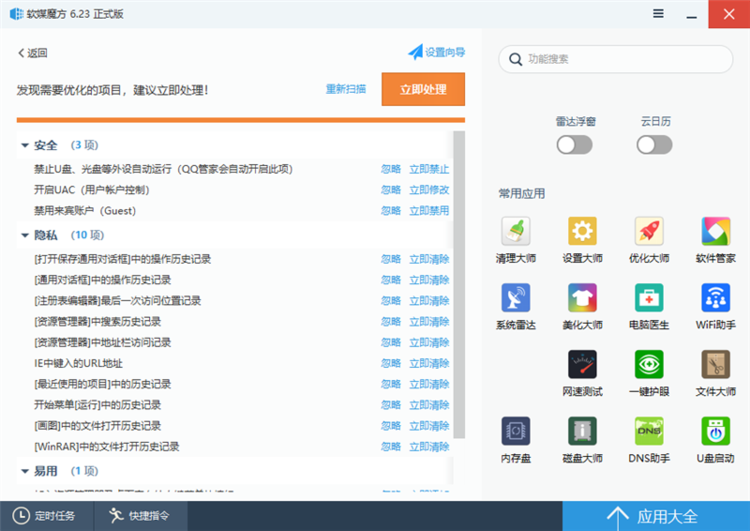 软媒魔方 6.23 正式版
返回
设置向导
发现需要优化的项目，建议立即处理！
重新扫描
立即处理
安全 (3 项)
禁止U盘、光盘等外设自动运行（QQ管家会自动开启此项） 忽略 立即禁止
开启UAC（用户帐户控制） 忽略 立即修改
禁用来宾账户（Guest） 忽略 立即禁用
隐私 (10 项)
[打开保存通用对话框]中的操作历史记录 忽略 立即清除
[通用对话框]中的操作历史记录 忽略 立即清除
[注册表编辑器]最后一次访问位置记录 忽略 立即清除
[资源管理器]中搜索历史记录 忽略 立即清除
[资源管理器]中地址栏访问记录 忽略 立即清除
IE中键入的URL地址 忽略 立即清除
[最近使用的项目]中的历史记录 忽略 立即清除
开始菜单[运行]中的历史记录 忽略 立即清除
[画图]中的文件打开历史记录 忽略 立即清除
[WinRAR]中的文件打开历史记录 忽略 立即清除
易用 (1 项)
定时任务
快捷指令
功能搜索
雷达浮窗 云日历
常用应用
清理大师 设置大师 优化大师 软件管家
系统雷达 美化大师 电脑医生 WiFi助手
网速测试 一键护眼 文件大师
DNS
内存盘 磁盘大师 DNS助手 U盘启动
应用大全